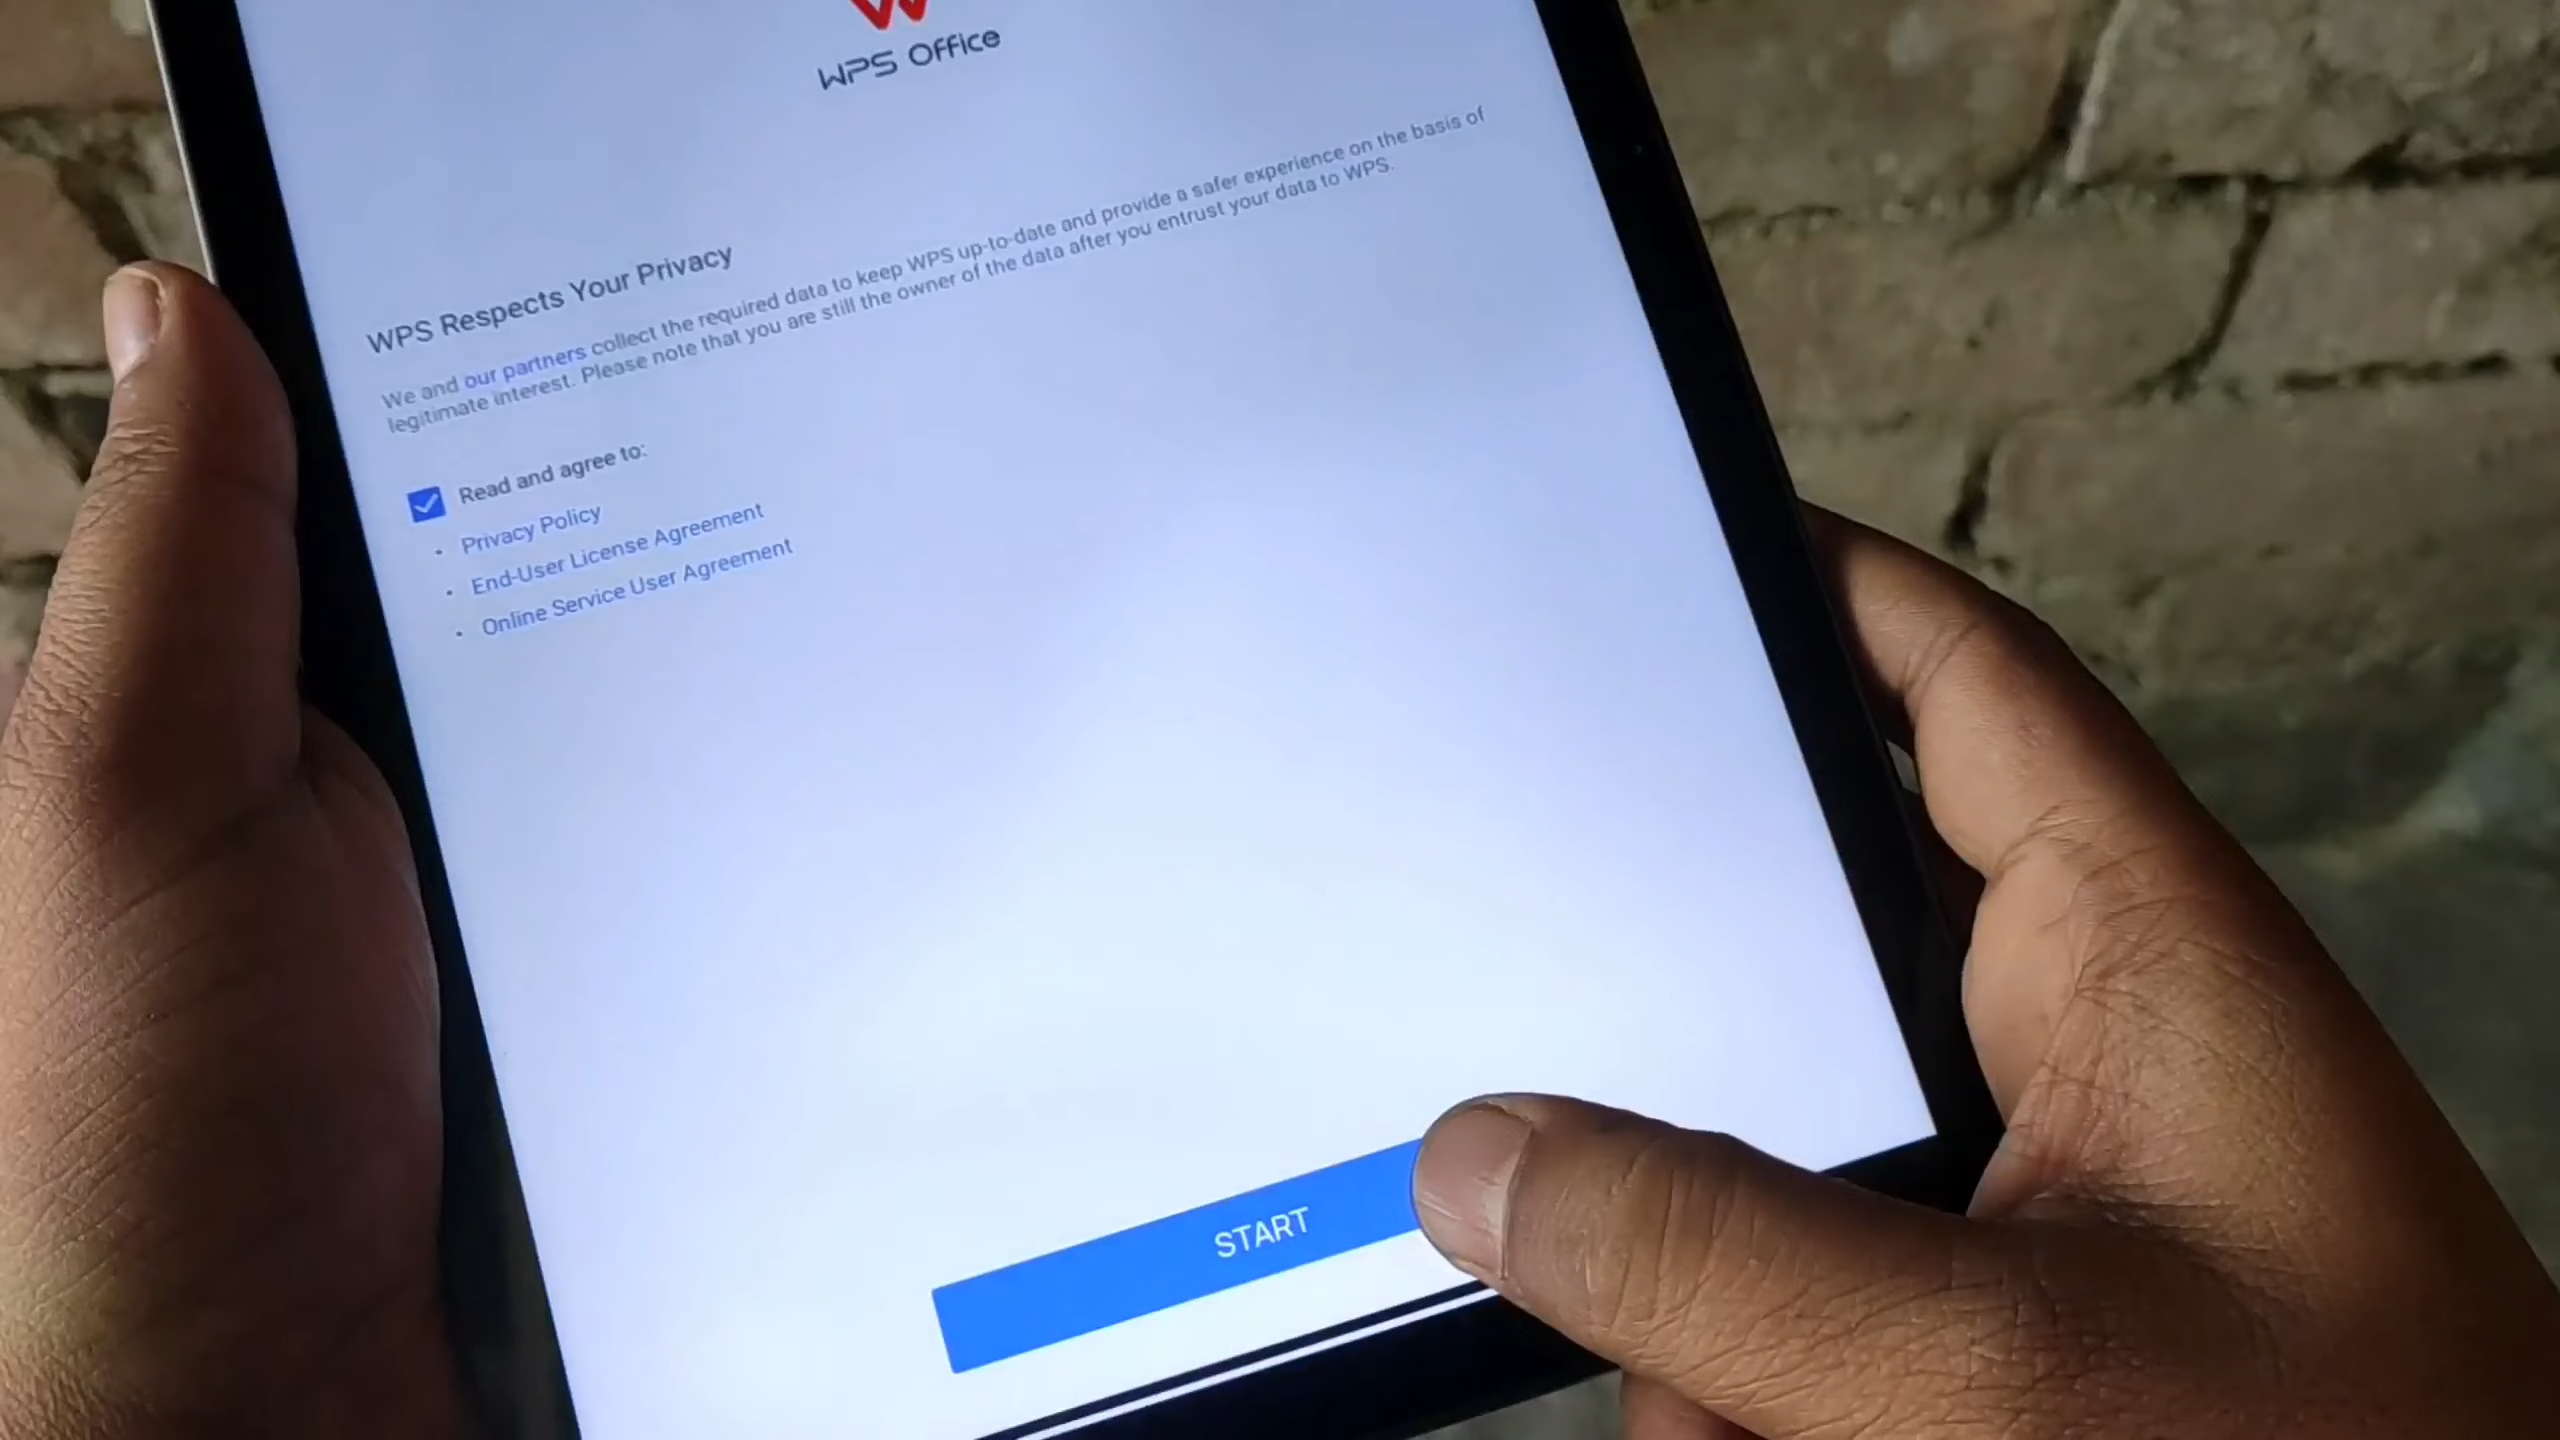 WPS Office
WPS Respects Your Privacy
We and our partners collect the required data to keep WPS up-to-date and provide a safer experience on the basis of
legitimate interest. Please note that you are still the owner of the data after you entrust your data to WPS.
Read and agree to:
• Privacy Policy
• End-User License Agreement
• Online Service User Agreement
START